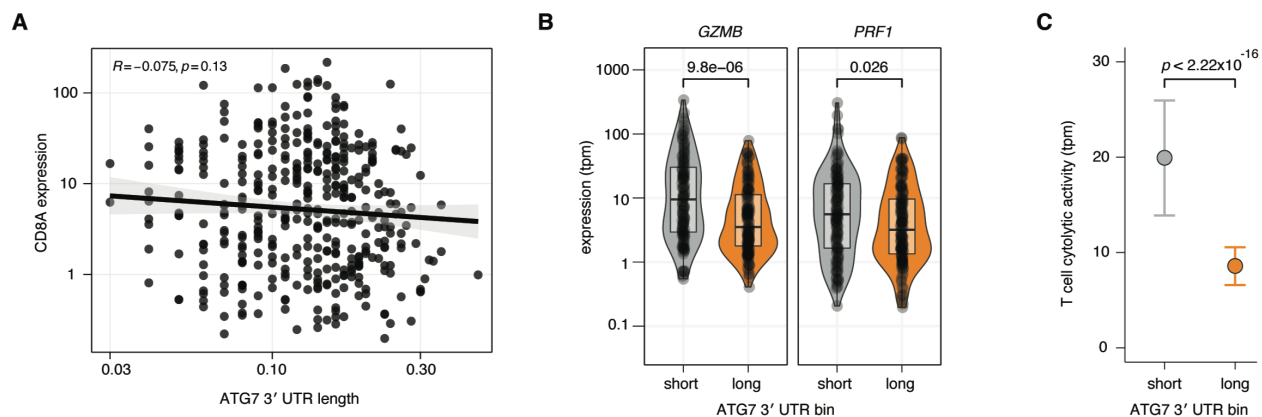 A
R=−0.075, p=0.13
CD8A expression
100
10
1
0.03
0.10
0.30
ATG7 3′ UTR length
B
GZMB
PRF1
9.8e−06
0.026
expression (tpm)
1000
100
10
1
0.1
short
long
short
long
ATG7 3′ UTR bin
C
p < 2.22x10-16
T cell cytolytic activity (tpm)
30
20
10
0
short
long
ATG7 3′ UTR bin